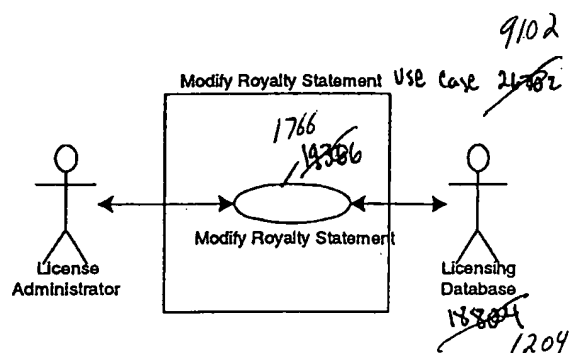 9102
Modify Royalty Statement Use Case
1766
Modify Royalty Statement
License
Administrator
Licensing
Database
1204